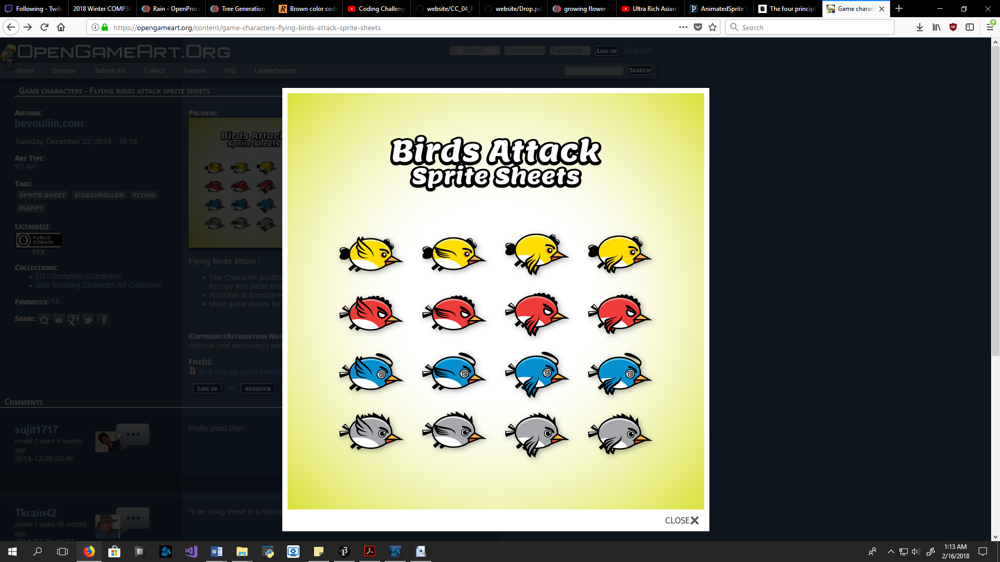 Following - Twitc
2018 Winter COMP34
Rain - OpenProce
Tree Generation -
Brown color code
Coding Challeng
website/CC_04_P
website/Drop.pd
growing flower -
Ultra Rich Asian
AnimatedSprite \
The four principl
Game charact
https://opengameart.org/content/game-characters-flying-birds-attack-sprite-sheets
Search
OpenGameArt.Org
OpenID
Username or
Password
Log in
Register
Home
Browse
Submit Art
Collect
Forums
FAQ
Leaderboards
Search
Game characters - Flying birds attack sprite sheets
Author:
bevouliin.com
Tuesday, December 23, 2014 - 16:19
Art Type:
2D Art
Tags:
SPRITE SHEET
SIDESCROLLER
FLYING
FLAPPY
License(s):
PUBLIC
DOMAIN
CC0
Collections:
2D - Complete Characters
Side Scrolling Character Art Collection
Favorites: 14
Share:
Preview:
Birds Attack
Sprite Sheets
Flying Birds Attack !
The Character position
to copy and paste the
Available in transparen
More game assets for
Copyright/Attribution Not
optional (not necessary) add
File(s):
Bird attacks sprite sheets
Log in
or
register
Birds Attack
Sprite Sheets
CLOSE
Comments
sujit1717
joined 3 years 6 months
ago
2014-12-26 03:46
Pretty good Man.
Tkrain42
joined 3 years 10 months
ago
I'll be using these in a hybrid
1:13 AM
2/16/2018